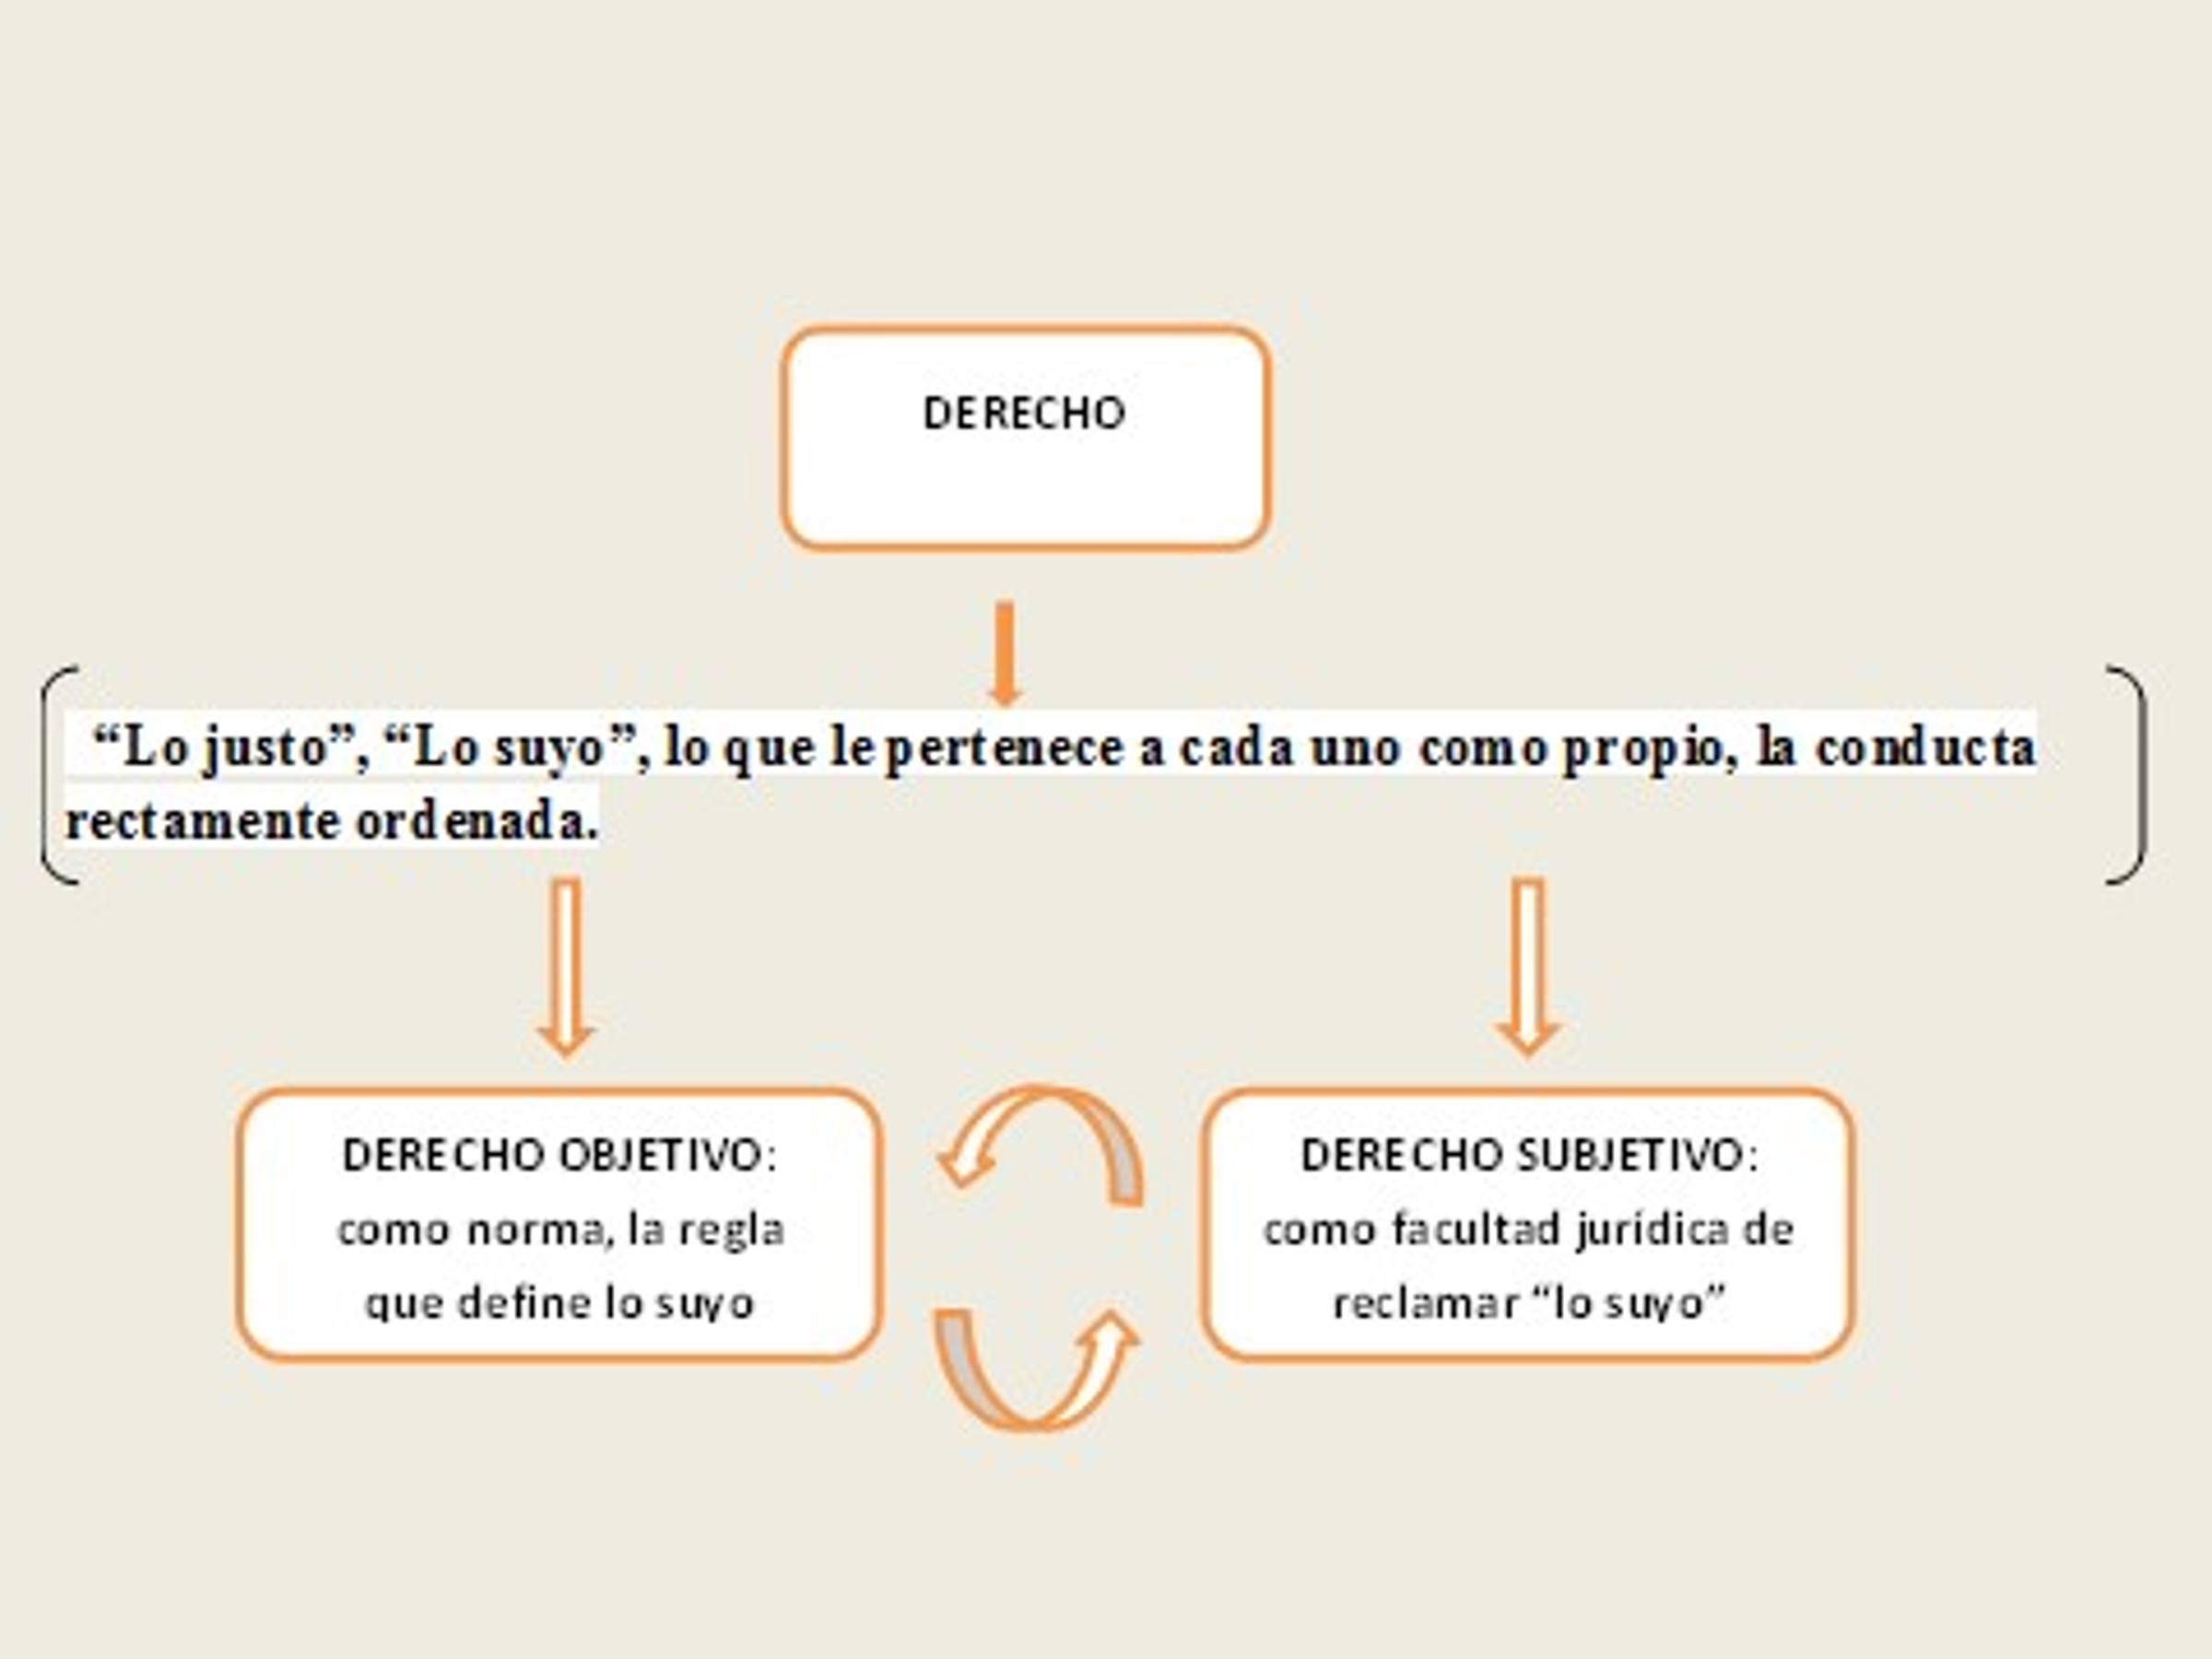 DERECHO
“Lo justo”, “Lo suyo”, lo que le pertenece a cada uno como propio, la conducta
rectamente ordenada.
DERECHO OBJETIVO:
como norma, la regla
que define lo suyo
DERECHO SUBJETIVO:
como facultad jurídica de
reclamar “lo suyo”